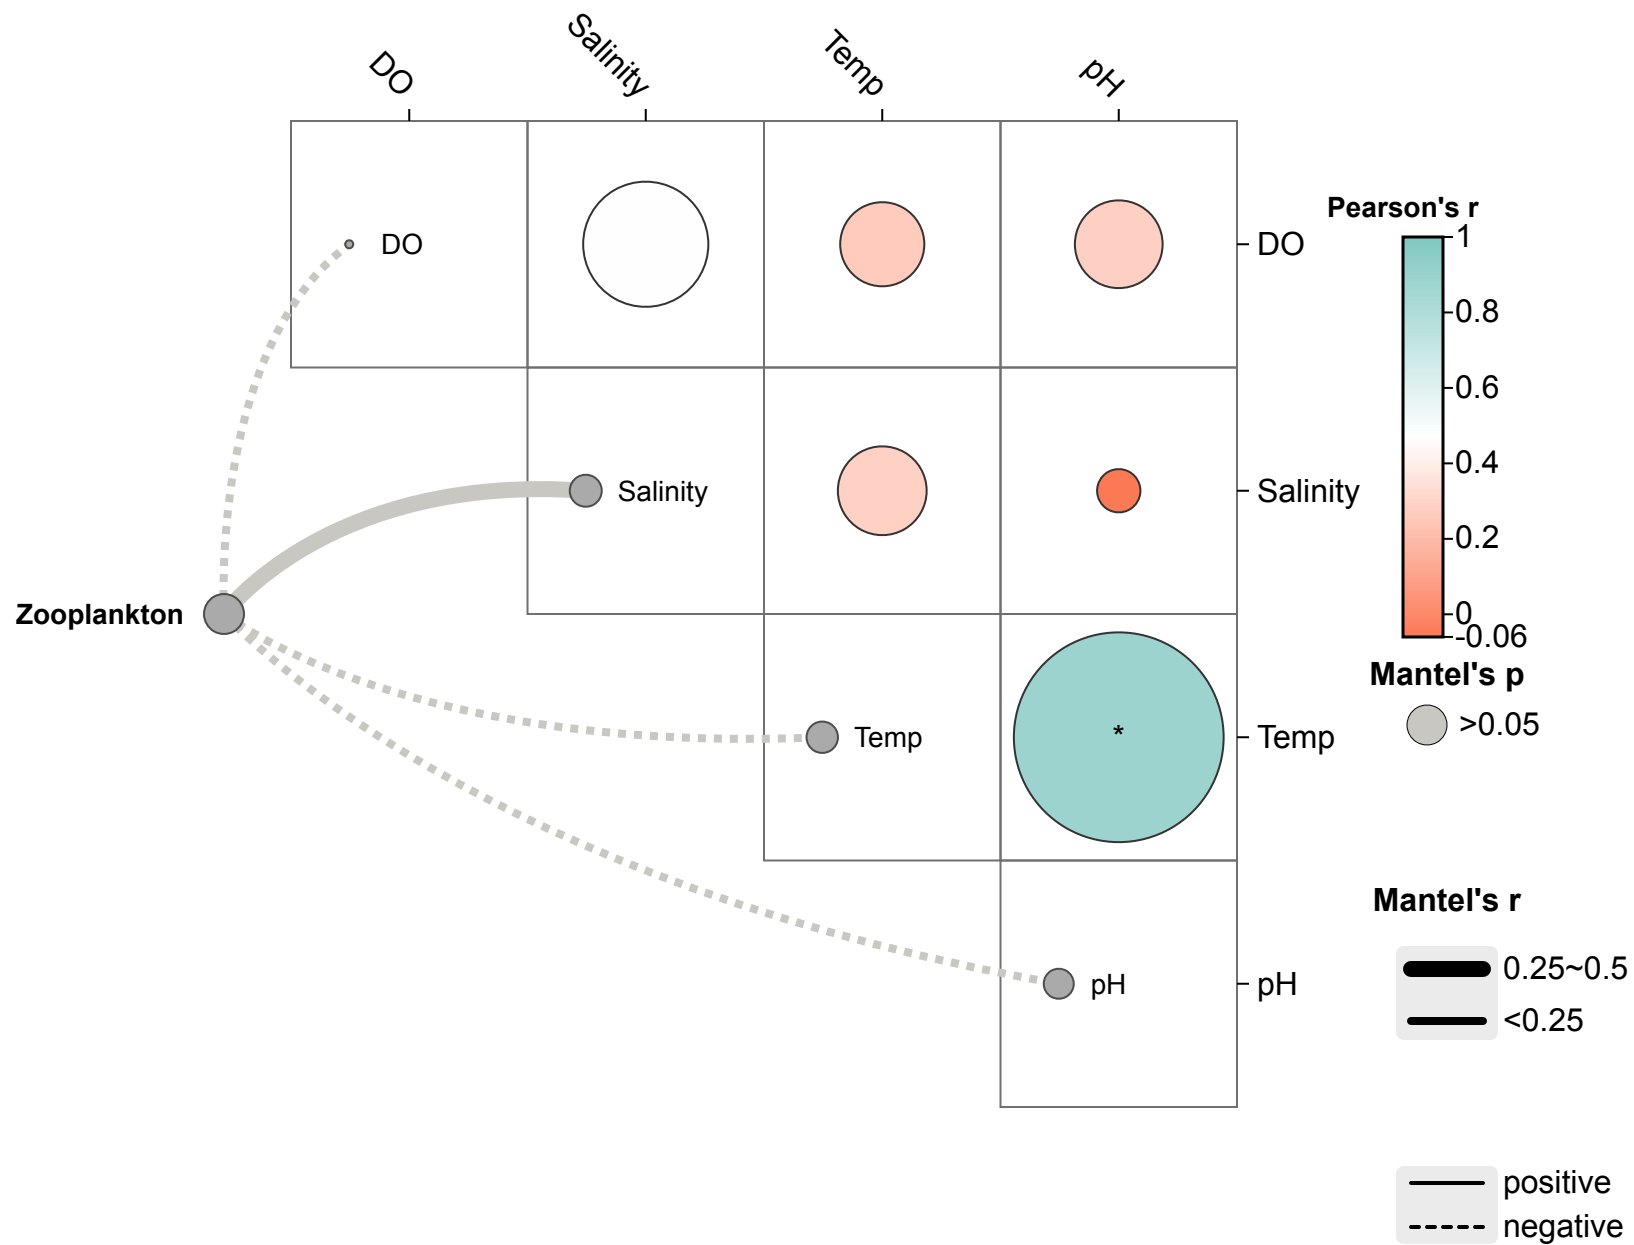 DO
Salinity
Temp
pH
DO
DO
Salinity
Salinity
Zooplankton
Temp
*
Temp
pH
pH
Pearson's r
1
0.8
0.6
0.4
0.2
0
-0.06
Mantel's p
>0.05
Mantel's r
0.25~0.5
<0.25
positive
negative